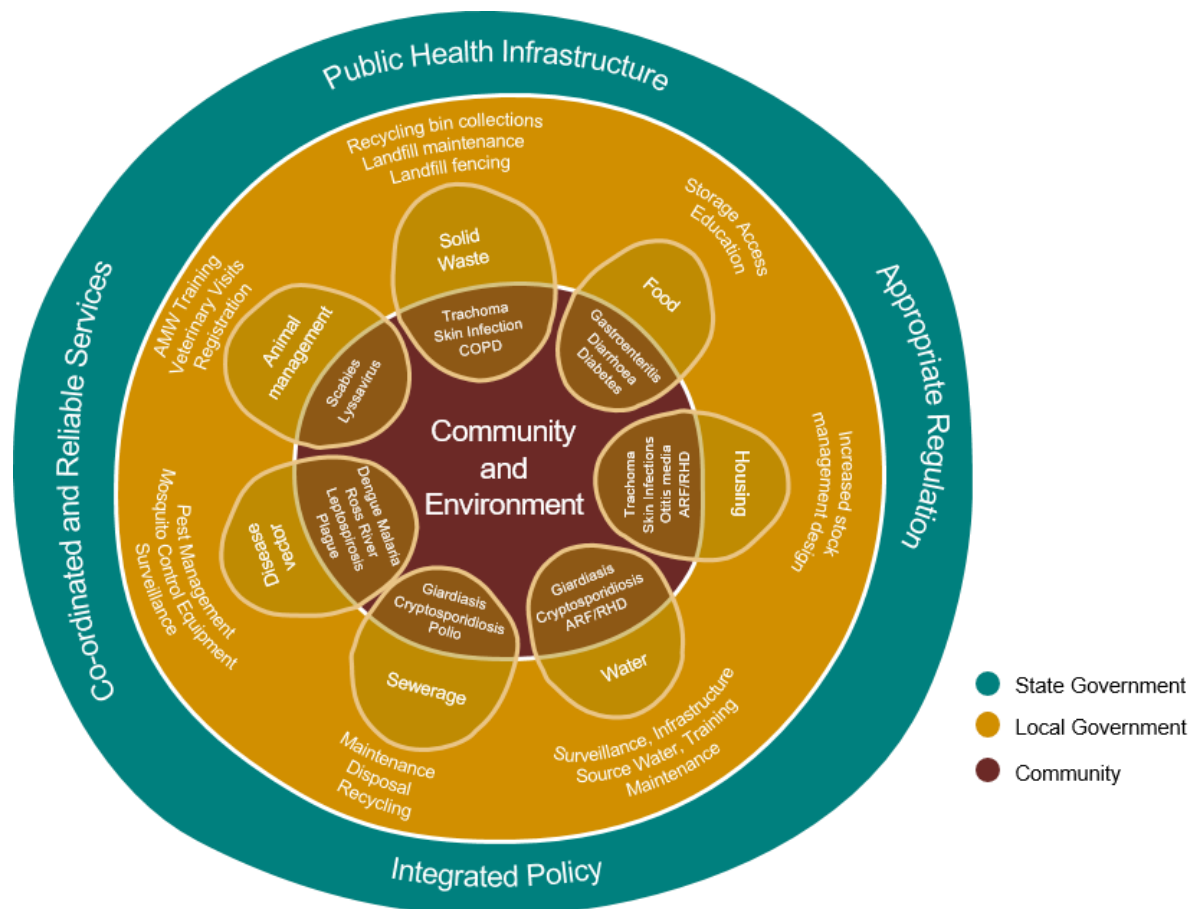 Public Health Infrastructure
Recycling bin collections
Landfill maintenance
Landfill fencing
Solid
Waste
Trachoma
Skin Infection
COPD
Storage Access
Education
Food
Gastroenteritis
Diarrhoea
Diabetes
Appropriate Regulation
Increased stock
management design
Housing
Trachoma
Skin Infections
Otitis media
ARF/RHD
Community
and
Environment
Co-ordinated and Reliable Services
AMW Training
Veterinary Visits
Registration
Animal
management
Scabies
Lyssavirus
Pest Management
Mosquito Control Equipment
Surveillance
Disease
vector
Dengue Malaria
Ross River
Leptospirosis
Plague
Giardiasis
Cryptosporidiosis
Polio
Sewerage
Maintenance
Disposal
Recycling
Giardiasis
Cryptosporidiosis
ARF/RHD
Water
Surveillance, Infrastructure
Source Water, Training
Maintenance
Integrated Policy
State Government
Local Government
Community